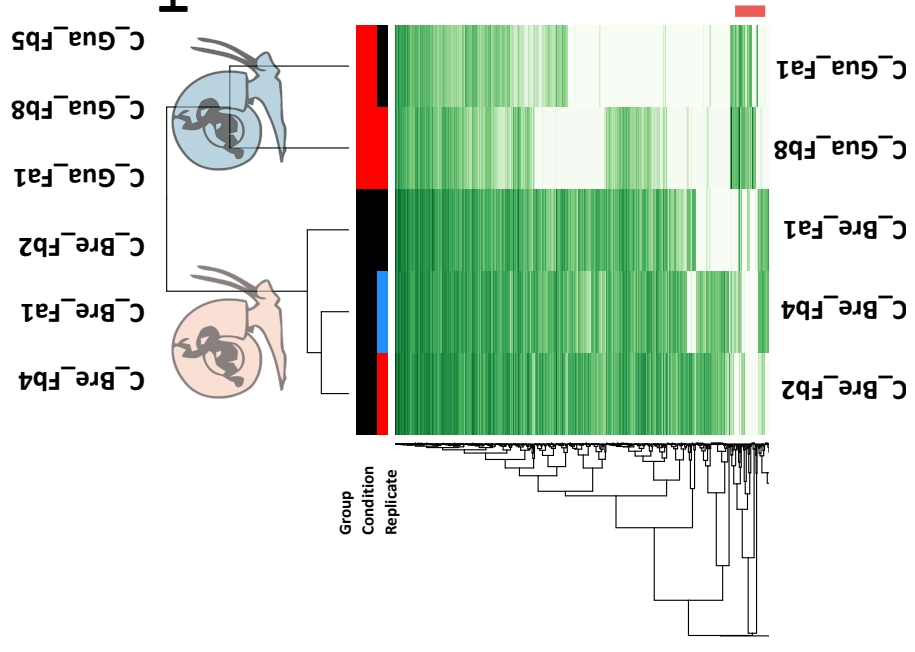 C_Gua_Fb5
C_Gua_Fb8
C_Gua_Fa1
C_Bre_Fb2
C_Bre_Fa1
C_Bre_Fb4
C_Gua_Fa1
C_Gua_Fb8
C_Bre_Fa1
C_Bre_Fb4
C_Bre_Fb2
Group
Condition
Replicate